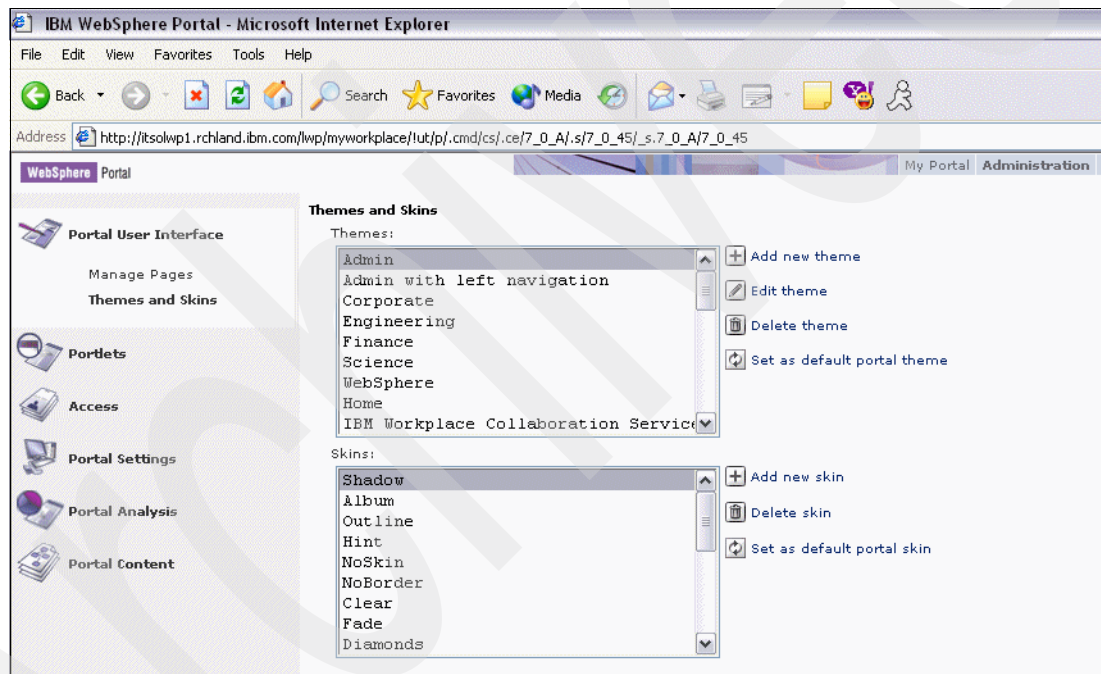 IBM WebSphere Portal - Microsoft Internet Explorer
File Edit View Favorites Tools Help
Back Search Favorites Media
Address http://itsolwp1.rchland.ibm.com/lwp/myworkplace/!ut/p/.cmd/cs/.ce/7_0_A/.s/7_0_45/_s.7_0_A/7_0_45
WebSphere Portal
My Portal Administration
Portal User Interface
Manage Pages
Themes and Skins
Portlets
Access
Portal Settings
Portal Analysis
Portal Content
Themes and Skins
Themes:
Admin
Admin with left navigation
Corporate
Engineering
Finance
Science
WebSphere
Home
IBM Workplace Collaboration Service
Add new theme
Edit theme
Delete theme
Set as default portal theme
Skins:
Shadow
Album
Outline
Hint
NoSkin
NoBorder
Clear
Fade
Diamonds
Add new skin
Delete skin
Set as default portal skin